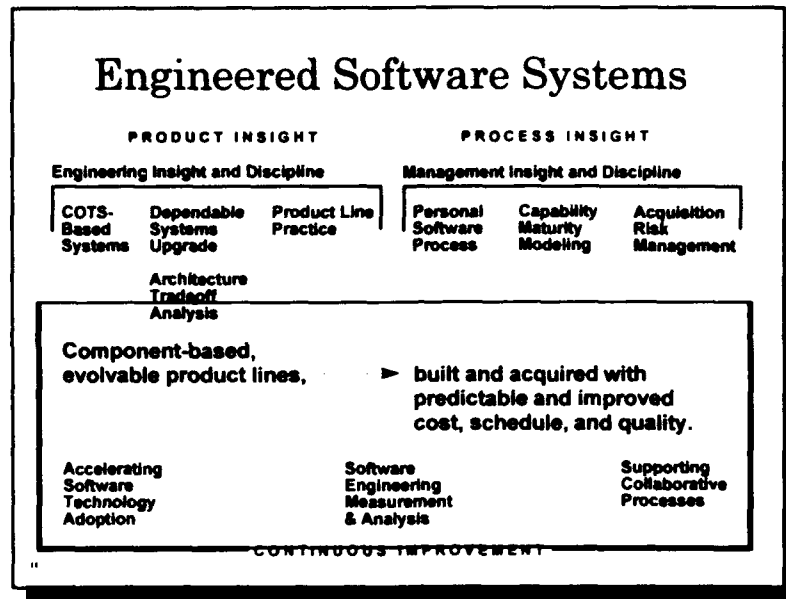 Engineered Software Systems
PRODUCT INSIGHT
PROCESS INSIGHT
Engineering Insight and Discipline
Management Insight and Discipline
COTS-
Based
Systems
Dependable
Systems
Upgrade
Product Line
Practice
Architecture
Tradeoff
Analysis
Personal
Software
Process
Capability
Maturity
Modeling
Acquisition
Risk
Management
Component-based,
evolvable product lines,
built and acquired with
predictable and improved
cost, schedule, and quality.
Accelerating
Software
Technology
Adoption
Software
Engineering
Measurement
& Analysis
Supporting
Collaborative
Processes
CONTINUOUS IMPROVEMENT